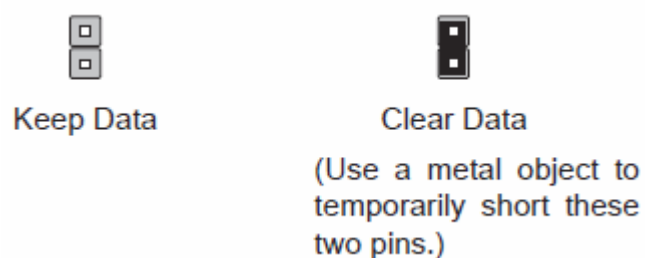 Keep Data
Clear Data
(Use a metal object to
temporarily short these
two pins.)